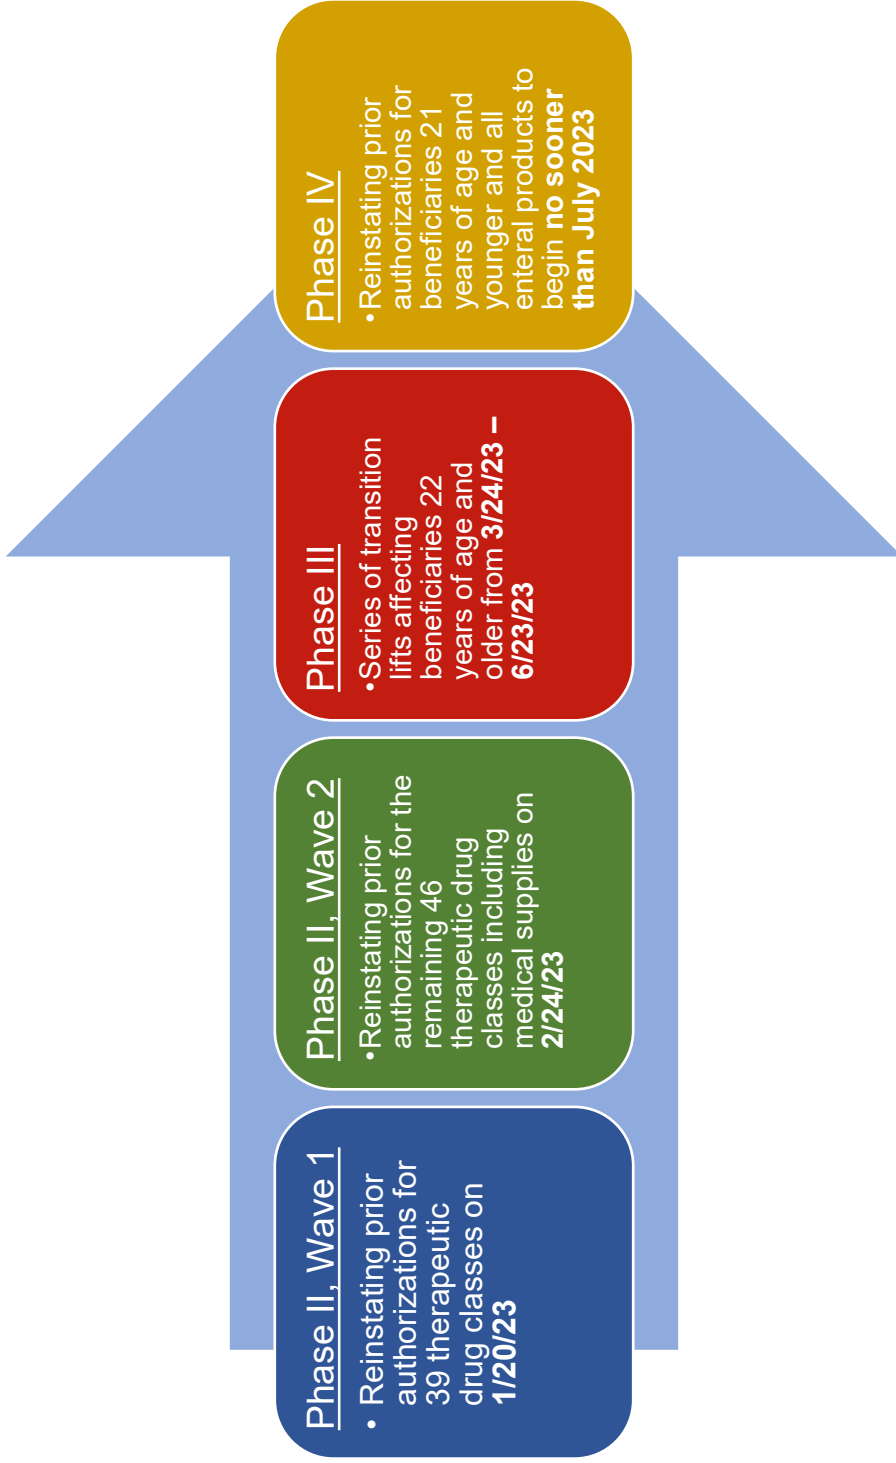 Phase II, Wave 1
• Reinstating prior
authorizations for
39 therapeutic
drug classes on
1/20/23
Phase II, Wave 2
•Reinstating prior
authorizations for the
remaining 46
therapeutic drug
classes including
medical supplies on
2/24/23
Phase III
•Series of transition
lifts affecting
beneficiaries 22
years of age and
older from 3/24/23 –
6/23/23
Phase IV
•Reinstating prior
authorizations for
beneficiaries 21
years of age and
younger and all
enteral products to
begin no sooner
than July 2023